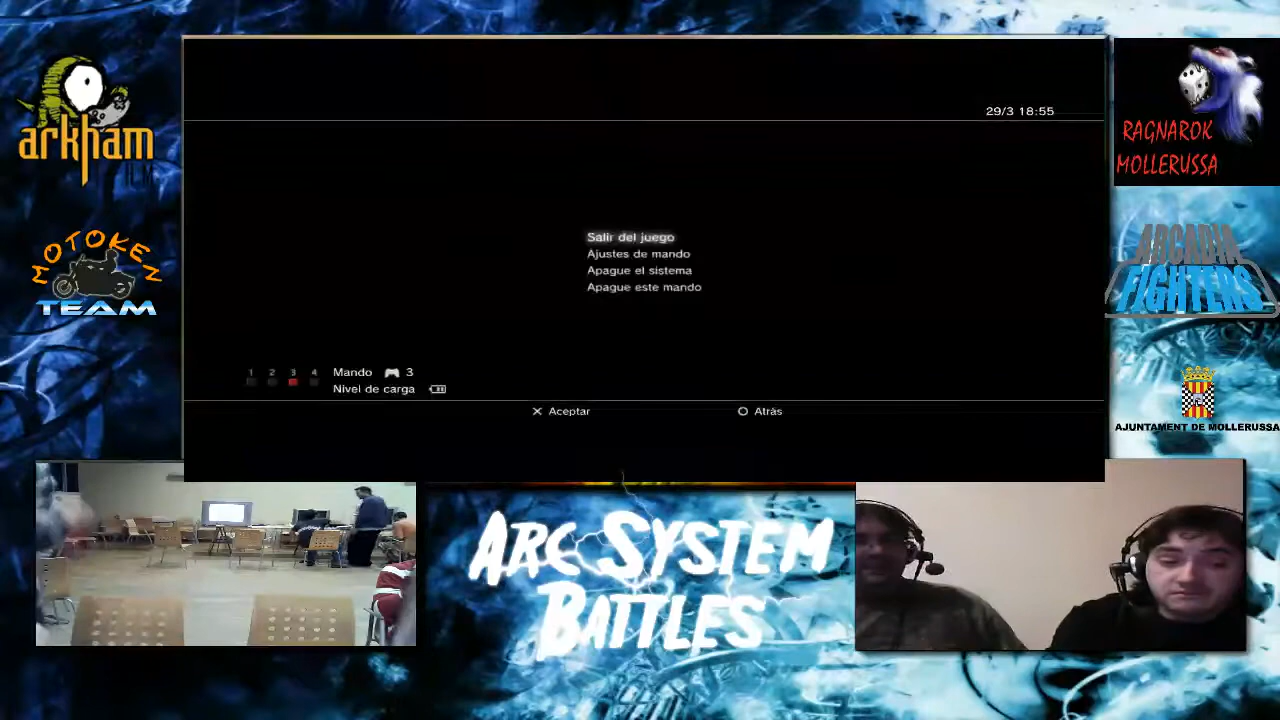 arkham
MOTOKEN
TEAM
29/3 18:55
Salir del juego
Ajustes de mando
Apague el sistema
Apague este mando
1 2 3 4 Mando 3
Nivel de carga
Aceptar Atrás
RAGNAROK
MOLLERUSSA
ARCADIA
FIGHTERS
AJUNTAMENT DE MOLLERUSSA
ARC SYSTEM
BATTLES